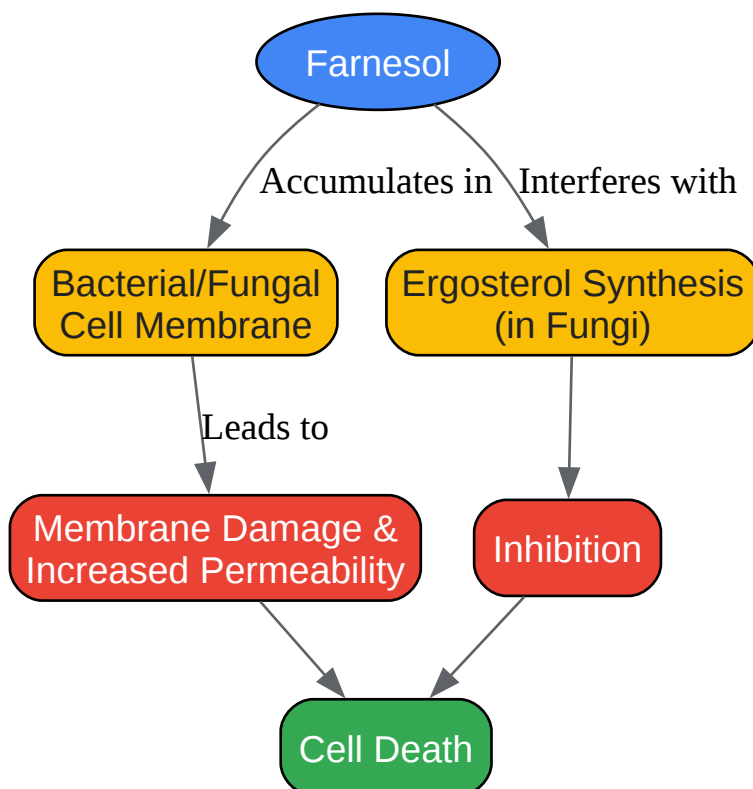 Farnesol
Accumulates in
Interferes with
Bacterial/Fungal
Cell Membrane
Ergosterol Synthesis
(in Fungi)
Leads to
Membrane Damage &
Increased Permeability
Inhibition
Cell Death